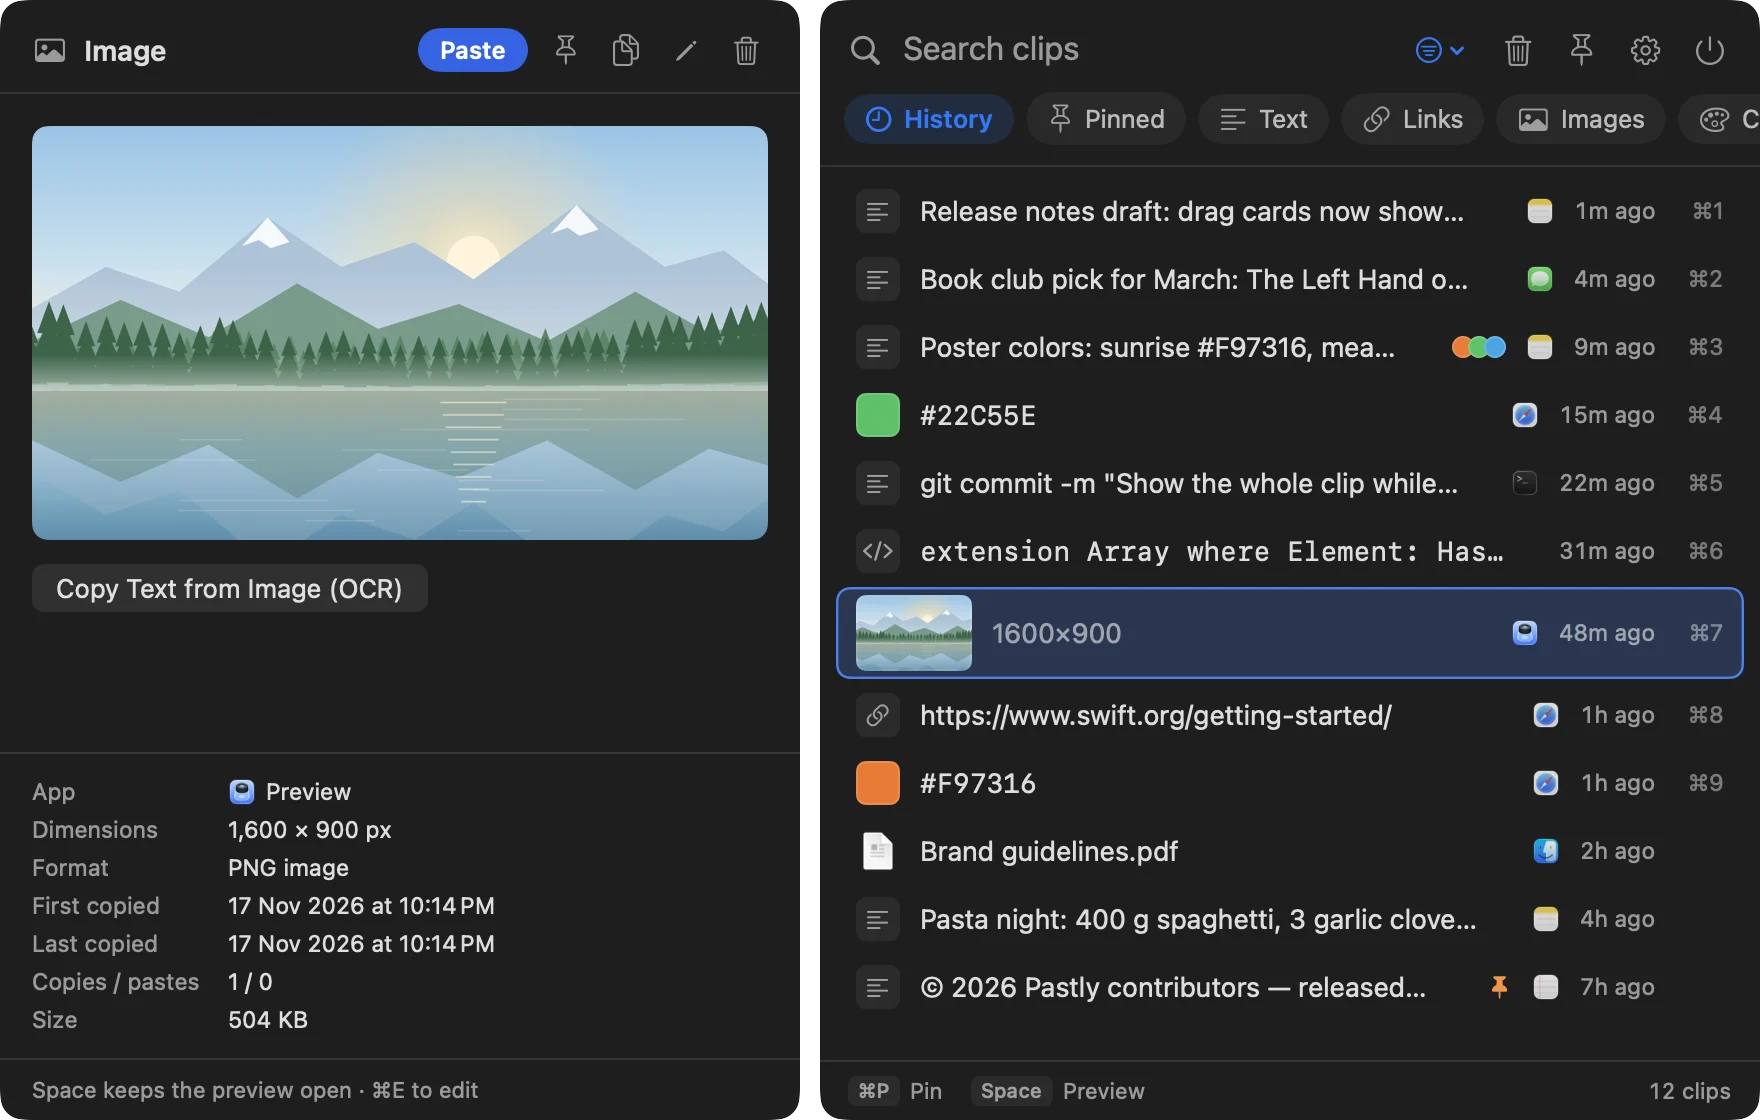 Image
Paste
Copy Text from Image (OCR)
App Preview
Dimensions 1,600 × 900 px
Format PNG image
First copied 17 Nov 2026 at 10:14 PM
Last copied 17 Nov 2026 at 10:14 PM
Copies / pastes 1 / 0
Size 504 KB
Space keeps the preview open · ⌘E to edit
Search clips
History Pinned Text Links Images C
Release notes draft: drag cards now show... 1m ago ⌘1
Book club pick for March: The Left Hand o... 4m ago ⌘2
Poster colors: sunrise #F97316, mea... 9m ago ⌘3
#22C55E 15m ago ⌘4
git commit -m "Show the whole clip while... 22m ago ⌘5
</> extension Array where Element: Has… 31m ago ⌘6
1600×900 48m ago ⌘7
https://www.swift.org/getting-started/ 1h ago ⌘8
#F97316 1h ago ⌘9
Brand guidelines.pdf 2h ago
Pasta night: 400 g spaghetti, 3 garlic clove... 4h ago
© 2026 Pastly contributors — released... 7h ago
⌘P Pin Space Preview 12 clips